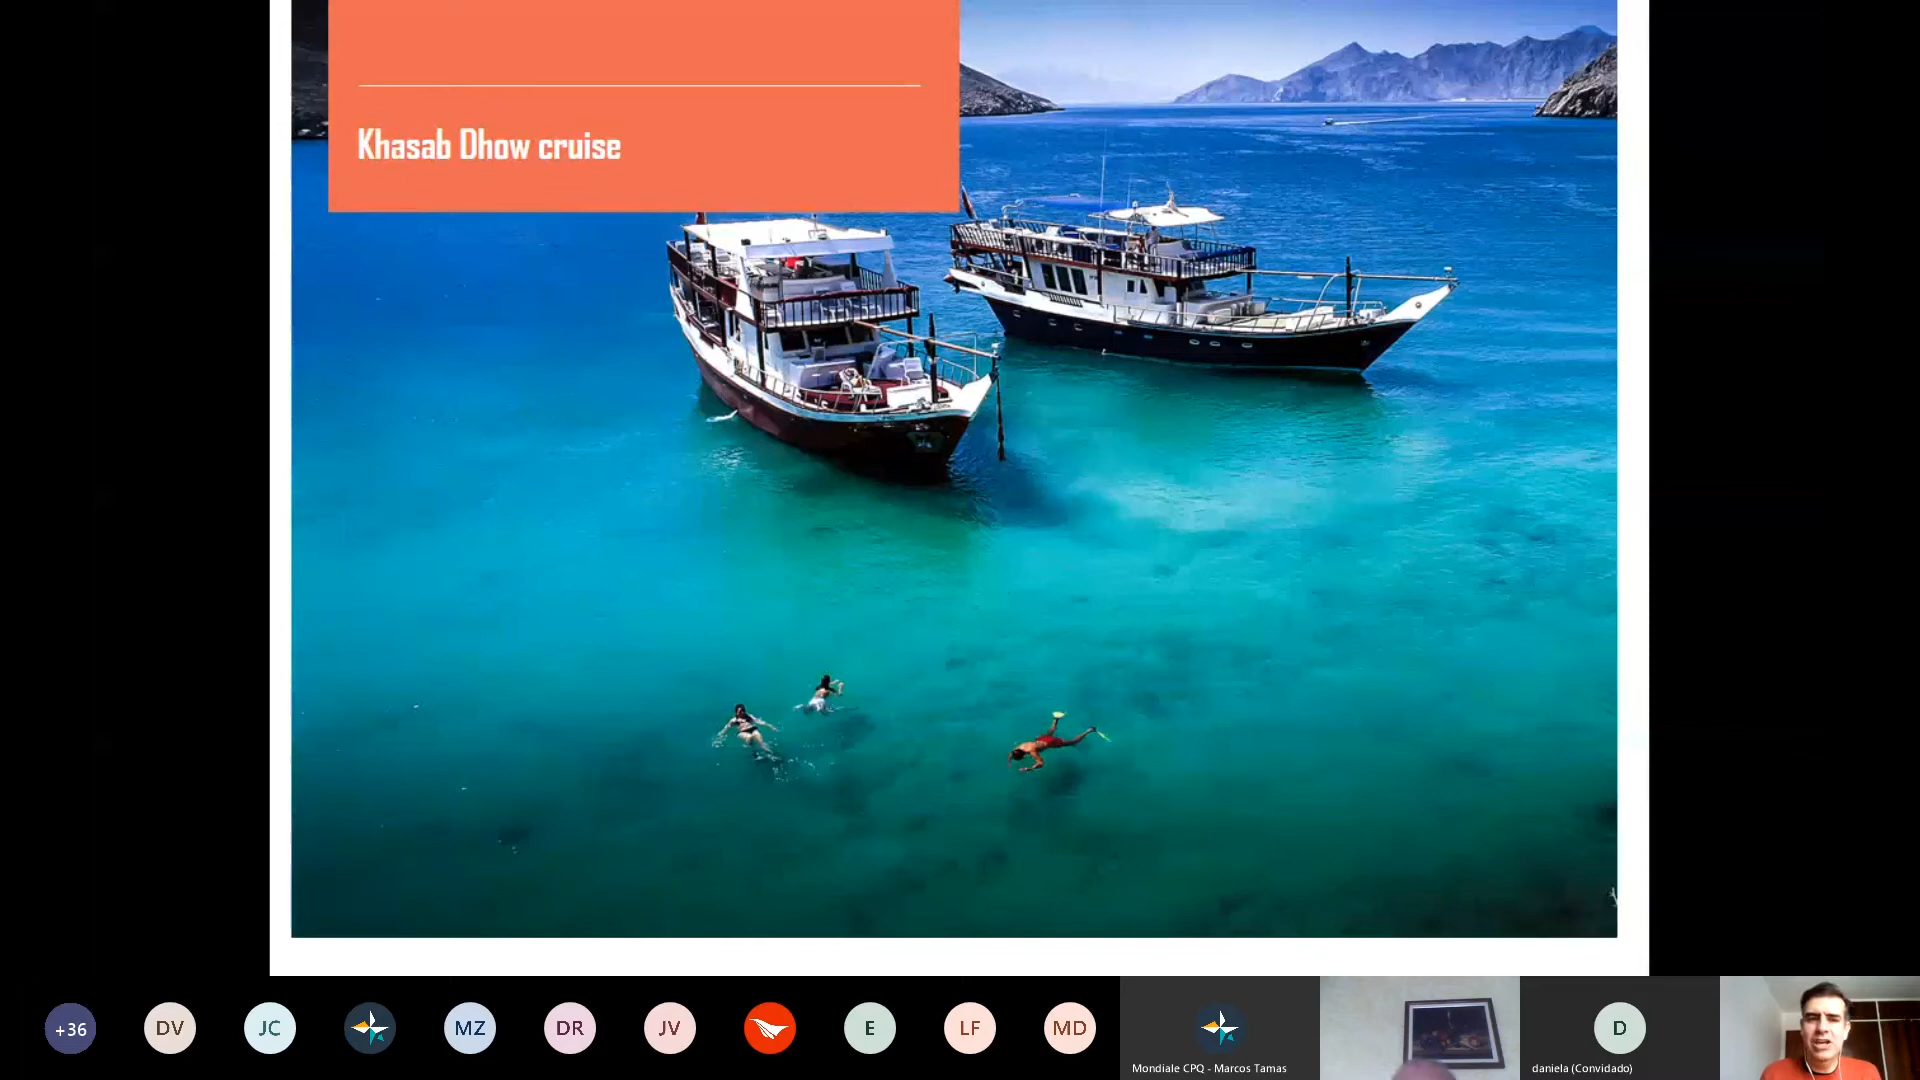 Khasab Dhow cruise
+36
DV
JC
MZ
DR
JV
E
LF
MD
Mondiale CPQ - Marcos Tamas
D
daniela (Convidado)